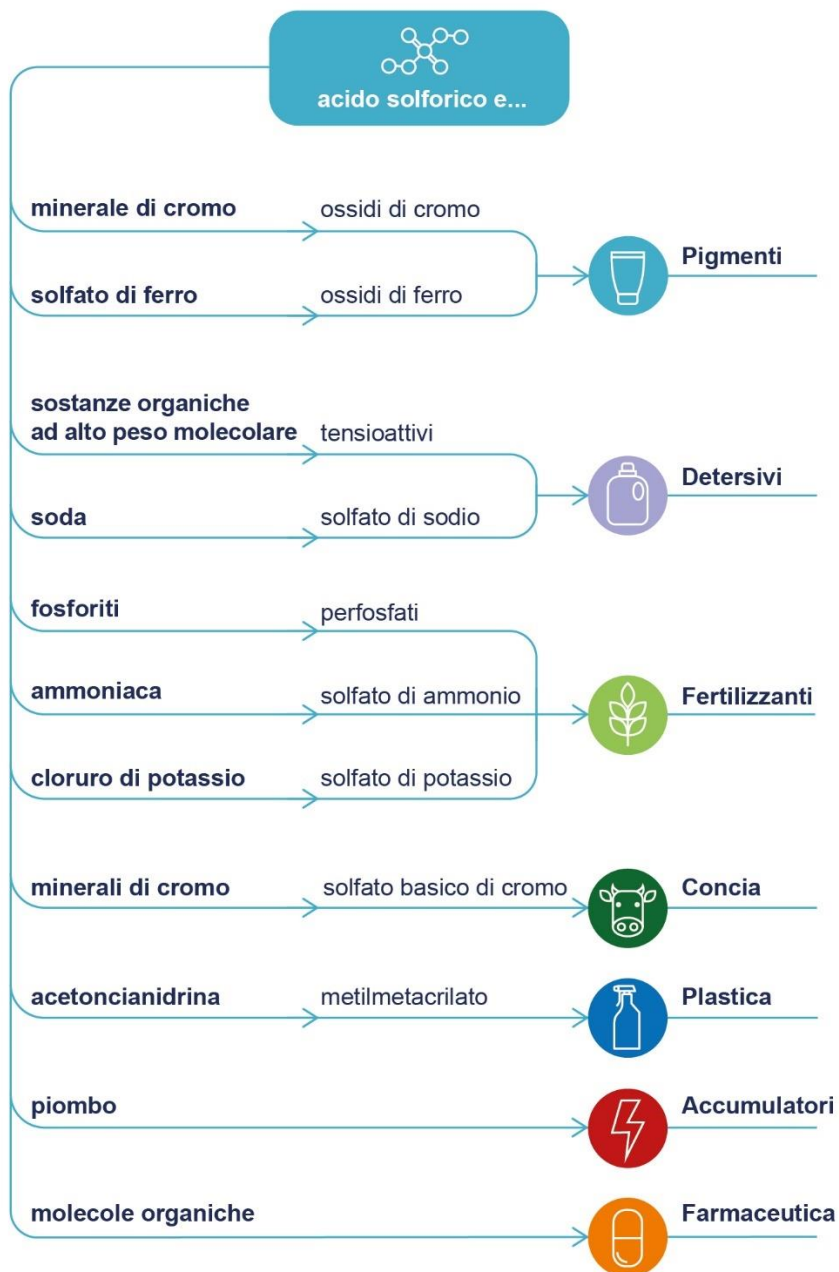 acido solforico e...
minerale di cromo
ossidi di cromo
solfato di ferro
ossidi di ferro
Pigmenti
sostanze organiche
ad alto peso molecolare
tensioattivi
soda
solfato di sodio
Detersivi
fosforiti
perfosfati
ammoniaca
solfato di ammonio
cloruro di potassio
solfato di potassio
Fertilizzanti
minerali di cromo
solfato basico di cromo
Concia
acetoncianidrina
metilmetacrilato
Plastica
piombo
Accumulatori
molecole organiche
Farmaceutica